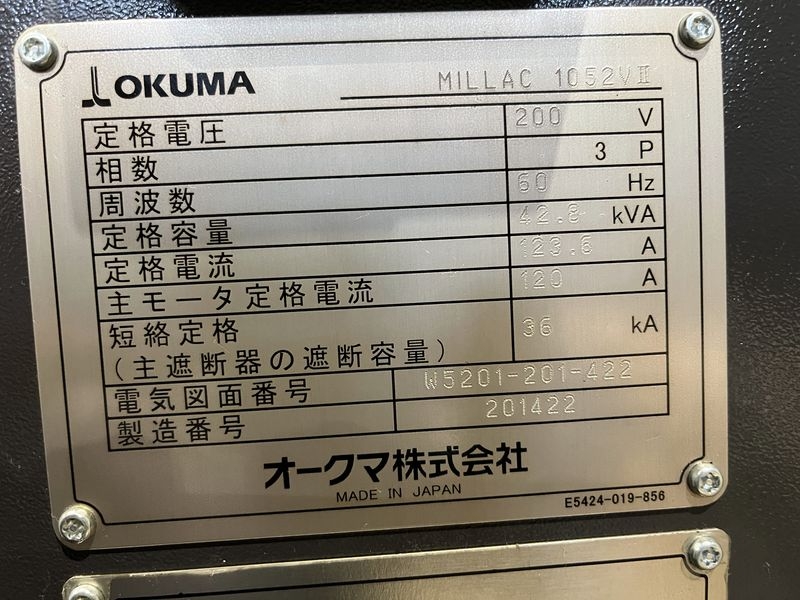 OKUMA MILLAC 1052VⅡ
定格電圧 200 V
相数 3 P
周波数 60 Hz
定格容量 42.8 kVA
定格電流 123.6 A
主モータ定格電流 120 A
短絡定格 36 kA
(主遮断器の遮断容量)
電気図面番号 W5201-201-422
製造番号 201422
オークマ株式会社
MADE IN JAPAN
E5424-019-856